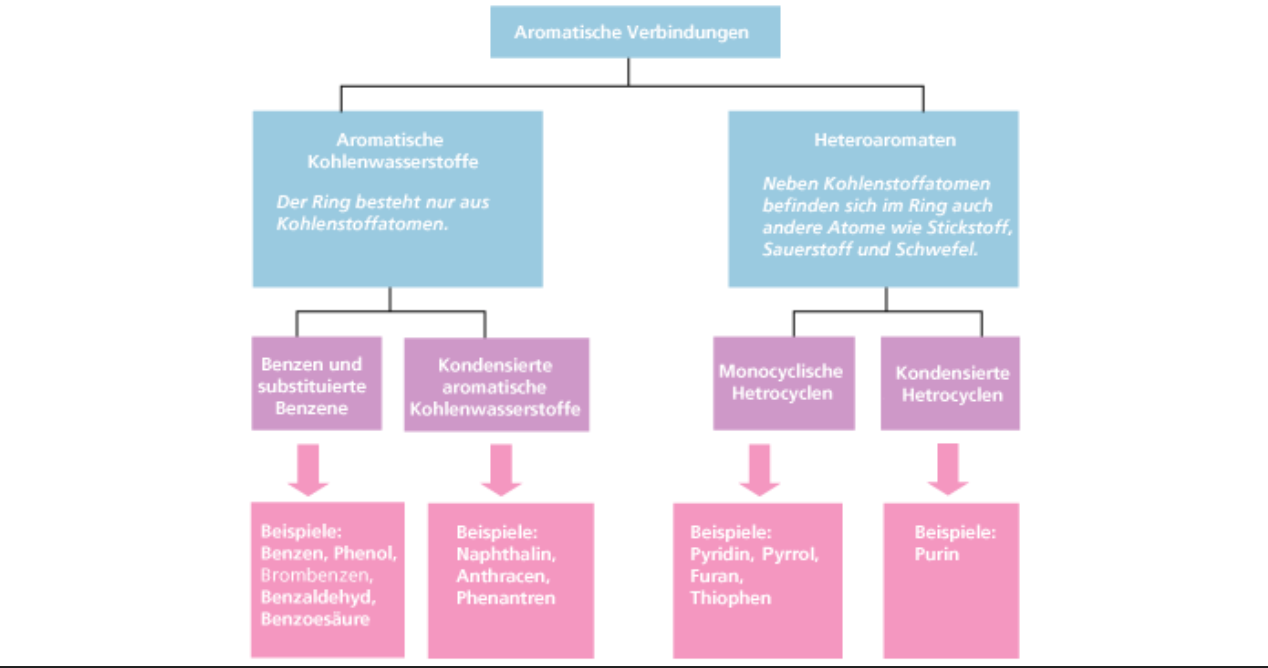 Aromatische Verbindungen
Aromatische
Kohlenwasserstoffe
Der Ring besteht nur aus
Kohlenstoffatomen.
Heteroaromaten
Neben Kohlenstoffatomen
befinden sich im Ring auch
andere Atome wie Stickstoff,
Sauerstoff und Schwefel.
Benzen und
substituierte
Benzene
Kondensierte
aromatische
Kohlenwasserstoffe
Monocyclische
Hetrocyclen
Kondensierte
Hetrocyclen
Beispiele:
Benzen, Phenol,
Brombenzen,
Benzaldehyd,
Benzoesäure
Beispiele:
Naphthalin,
Anthracen,
Phenantren
Beispiele:
Pyridin, Pyrrol,
Furan,
Thiophen
Beispiele:
Purin